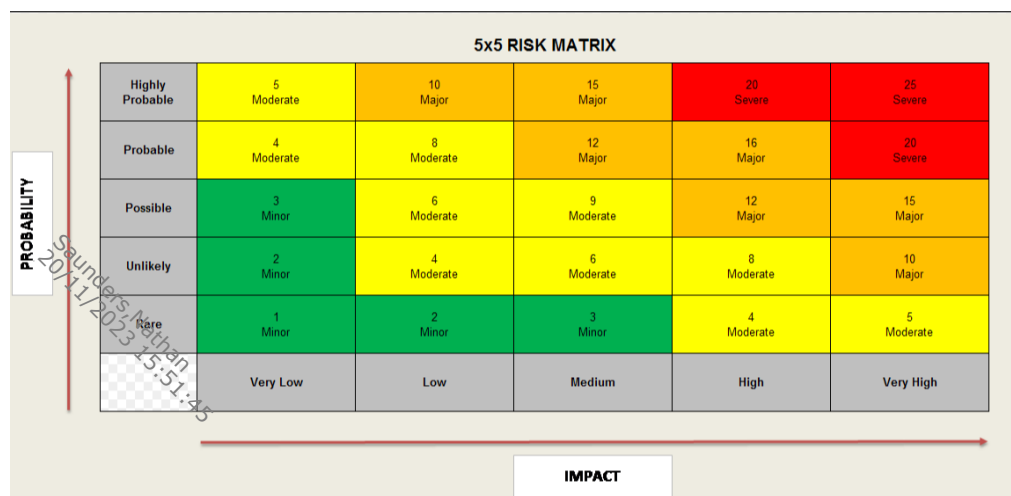 5x5 RISK MATRIX
Highly
Probable
5
Moderate
10
Major
15
Major
20
Severe
25
Severe
Probable
4
Moderate
8
Moderate
12
Major
16
Major
20
Severe
Possible
3
Minor
6
Moderate
9
Moderate
12
Major
15
Major
Unlikely
2
Minor
4
Moderate
6
Moderate
8
Moderate
10
Major
Rare
1
Minor
2
Minor
3
Minor
4
Moderate
5
Moderate
Very Low
Low
Medium
High
Very High
PROBABILITY
IMPACT
Saunders,Nathan
20/11/2023 15:51:45